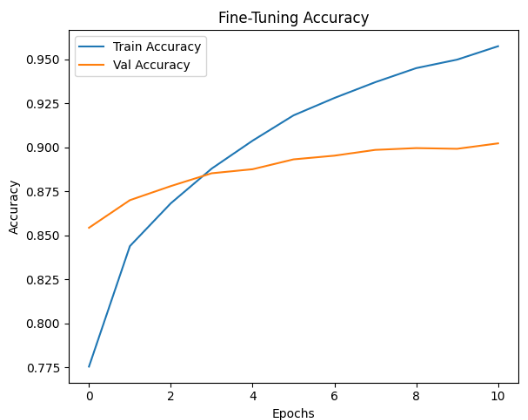 Fine-Tuning Accuracy
Train Accuracy
Val Accuracy
0.950
0.925
0.900
0.875
0.850
0.825
0.800
0.775
Accuracy
0 2 4 6 8 10
Epochs